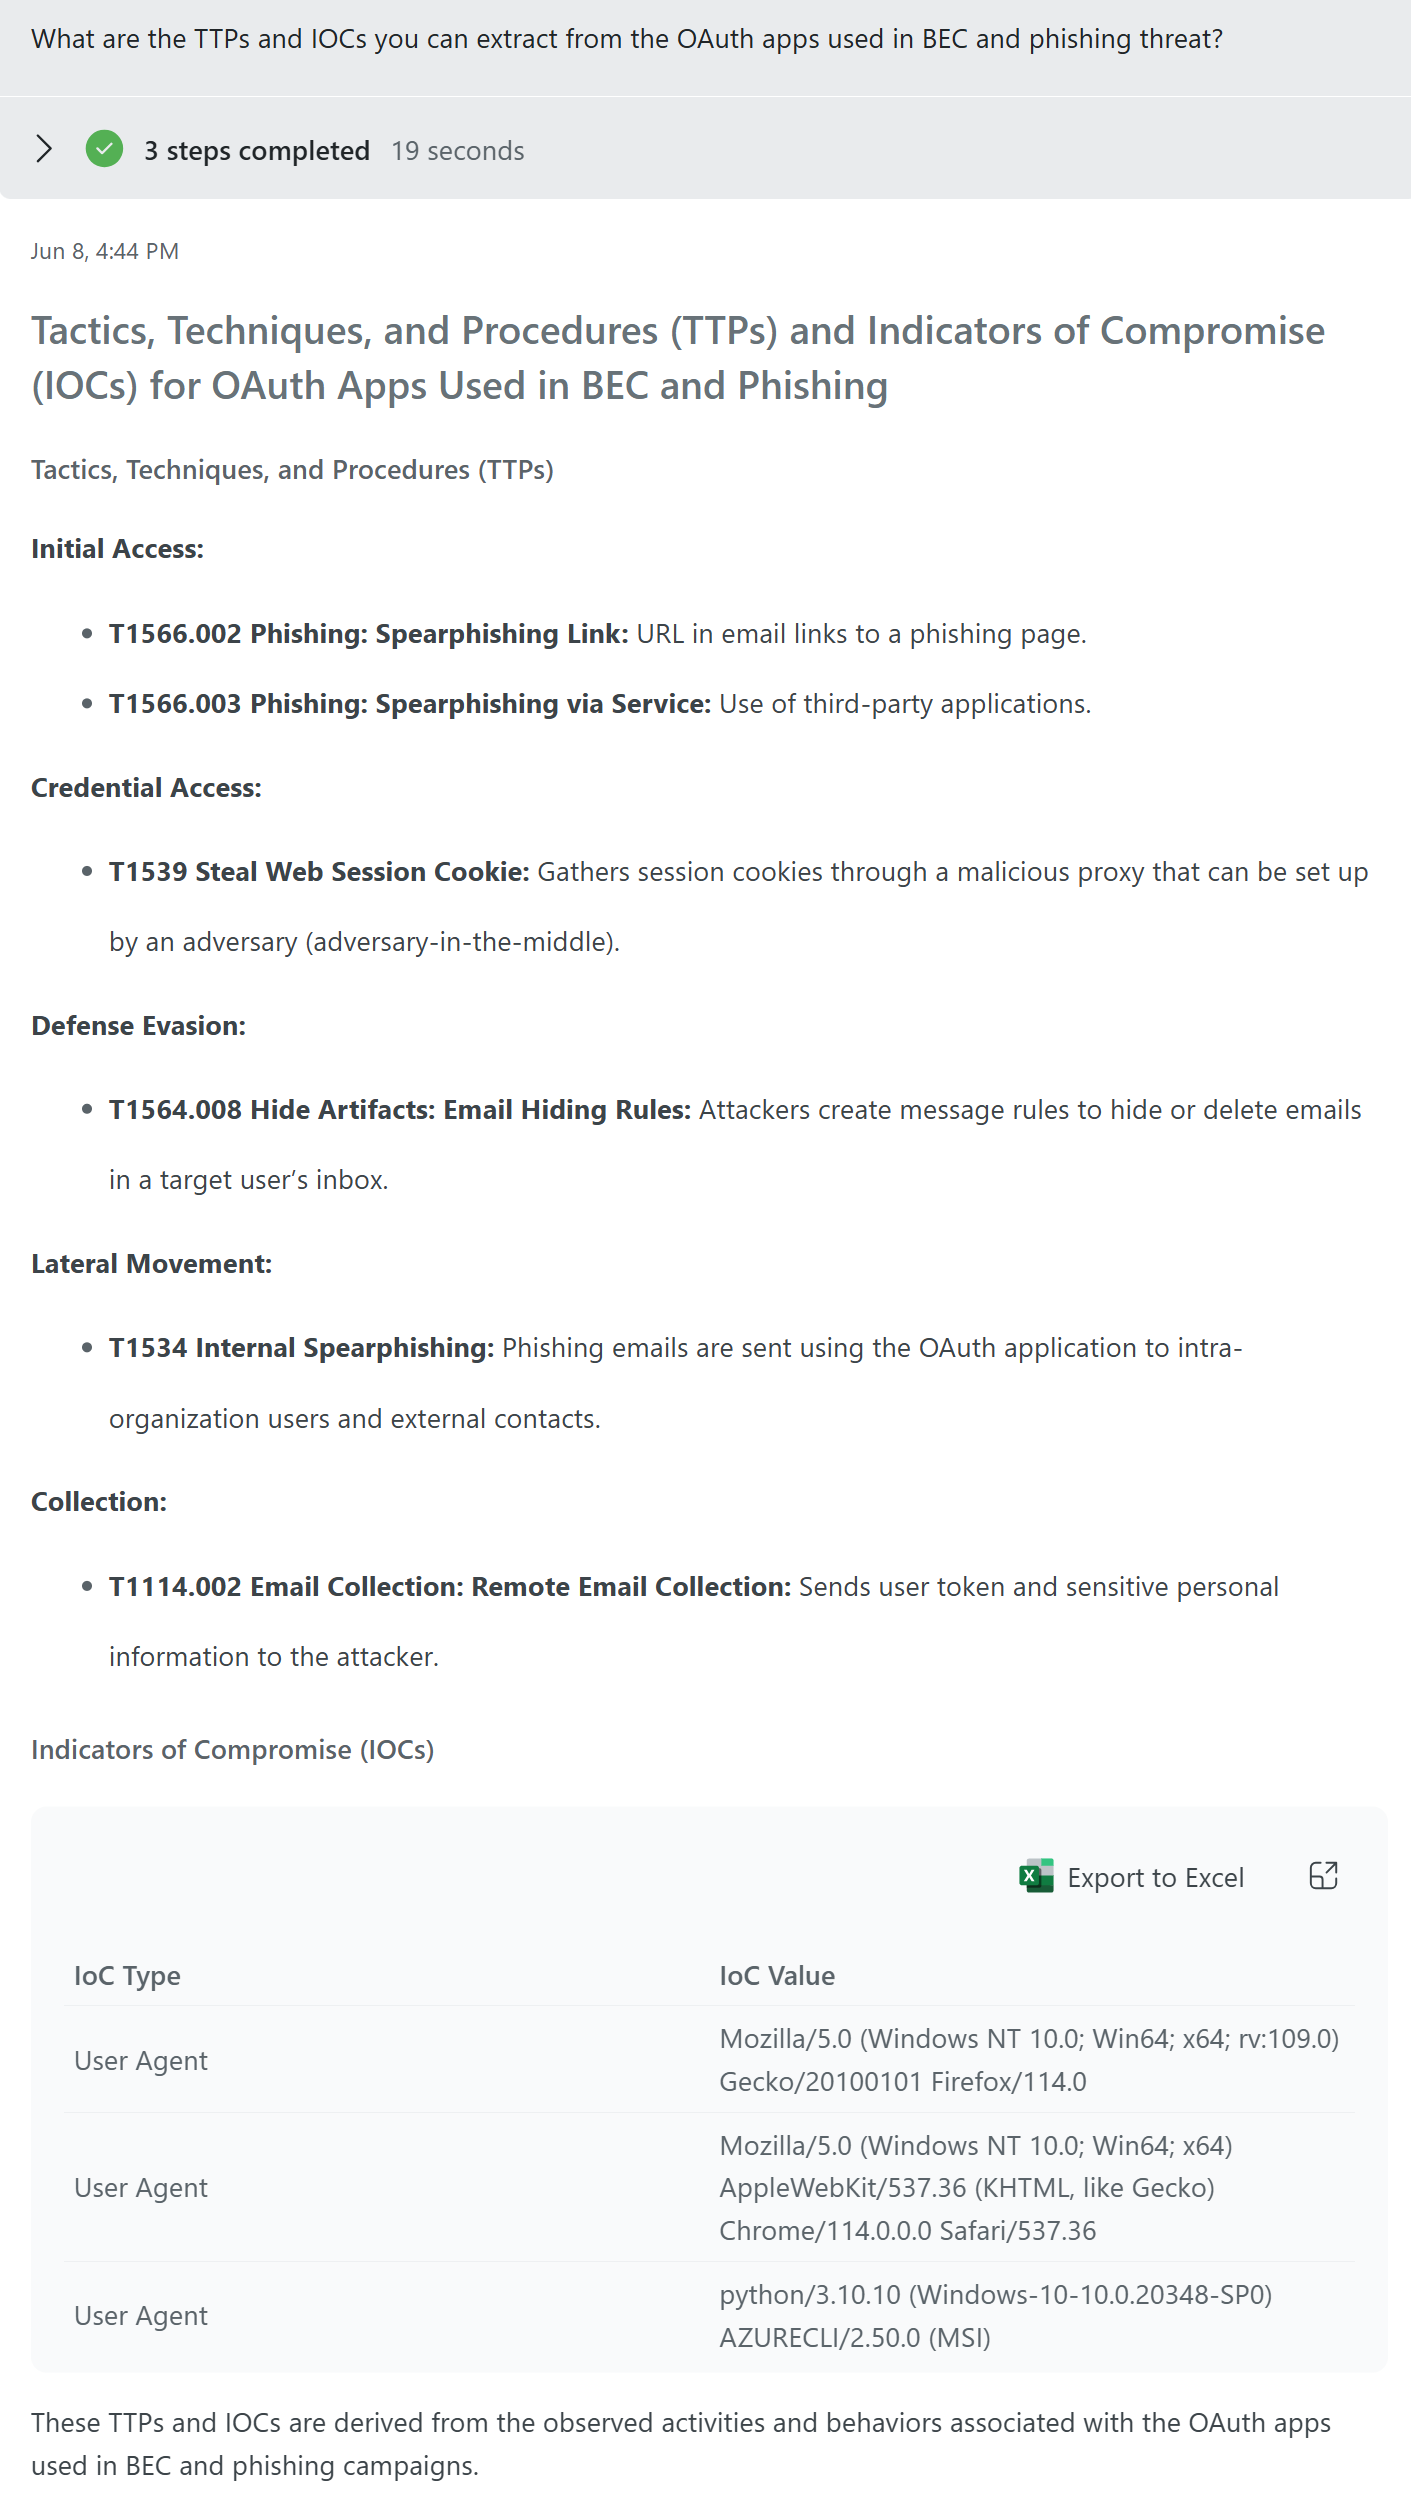 What are the TTPs and IOCs you can extract from the OAuth apps used in BEC and phishing threat?
3 steps completed 19 seconds
Jun 8, 4:44 PM
Tactics, Techniques, and Procedures (TTPs) and Indicators of Compromise
(IOCs) for OAuth Apps Used in BEC and Phishing
Tactics, Techniques, and Procedures (TTPs)
Initial Access:
T1566.002 Phishing: Spearphishing Link: URL in email links to a phishing page.
T1566.003 Phishing: Spearphishing via Service: Use of third-party applications.
Credential Access:
T1539 Steal Web Session Cookie: Gathers session cookies through a malicious proxy that can be set up
by an adversary (adversary-in-the-middle).
Defense Evasion:
T1564.008 Hide Artifacts: Email Hiding Rules: Attackers create message rules to hide or delete emails
in a target user’s inbox.
Lateral Movement:
T1534 Internal Spearphishing: Phishing emails are sent using the OAuth application to intra-
organization users and external contacts.
Collection:
T1114.002 Email Collection: Remote Email Collection: Sends user token and sensitive personal
information to the attacker.
Indicators of Compromise (IOCs)
Export to Excel
IoC Type IoC Value
User Agent
Mozilla/5.0 (Windows NT 10.0; Win64; x64; rv:109.0)
Gecko/20100101 Firefox/114.0
User Agent
Mozilla/5.0 (Windows NT 10.0; Win64; x64)
AppleWebKit/537.36 (KHTML, like Gecko)
Chrome/114.0.0.0 Safari/537.36
User Agent
python/3.10.10 (Windows-10-10.0.20348-SP0)
AZURECLI/2.50.0 (MSI)
These TTPs and IOCs are derived from the observed activities and behaviors associated with the OAuth apps
used in BEC and phishing campaigns.